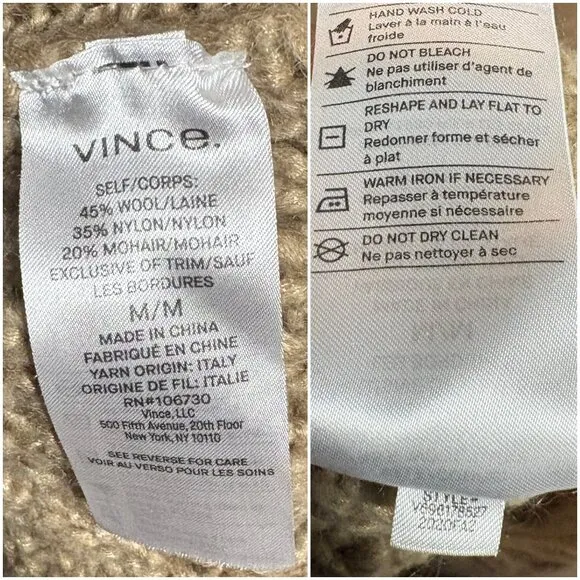 VINCe.
SELF/CORPS:
45% WOOL/LAINE
35% NYLON/NYLON
20% MOHAIR/MOHAIR
EXCLUSIVE OF TRIM/SAUF
LES BORDURES
M/M
MADE IN CHINA
FABRIQUÉ EN CHINE
YARN ORIGIN: ITALY
ORIGINE DE FIL: ITALIE
RN#106730
Vince, LLC
500 Fifth Avenue, 20th Floor
New York, NY 10110
SEE REVERSE FOR CARE
VOIR AU VERSO POUR LES SOINS
HAND WASH COLD
Laver à la main à l'eau
froide
DO NOT BLEACH
Ne pas utiliser d'agent de
blanchiment
RESHAPE AND LAY FLAT TO
DRY
Redonner forme et sécher
à plat
WARM IRON IF NECESSARY
Repasser à température
moyenne si nécessaire
DO NOT DRY CLEAN
Ne pas nettoyer à sec
STYLE#